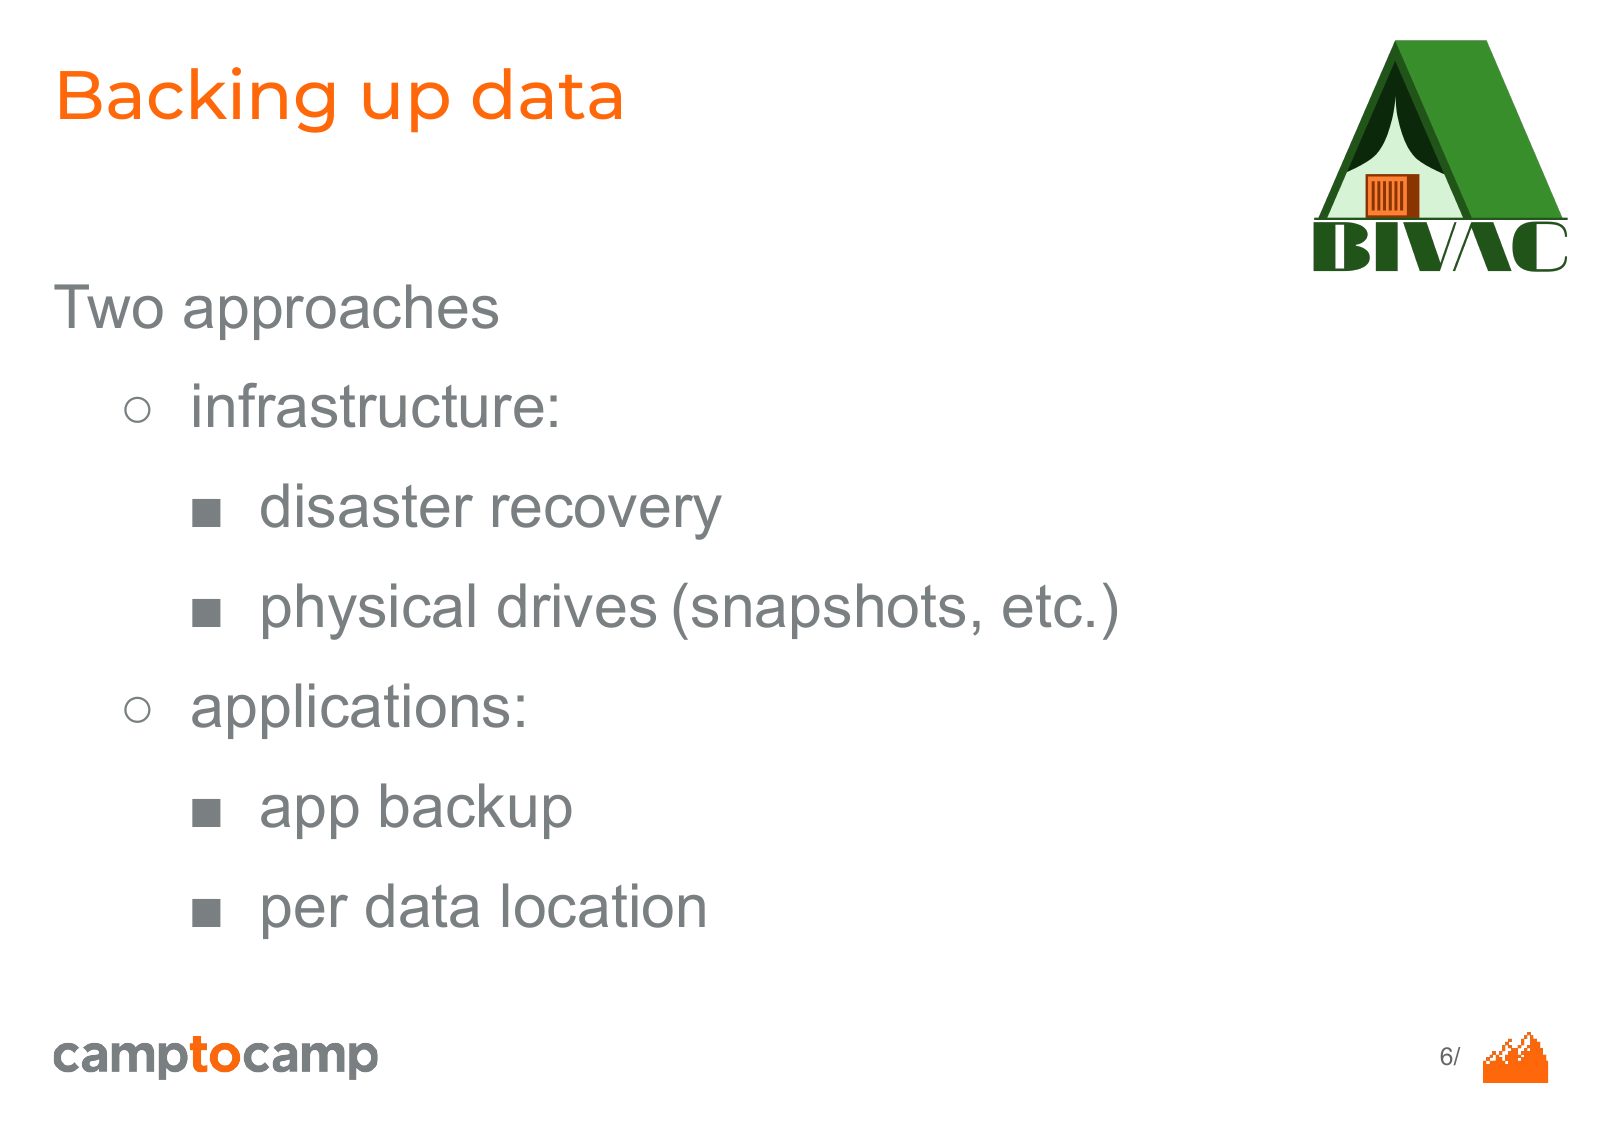 Backing up data
BIVAC
Two approaches
○ infrastructure:
■ disaster recovery
■ physical drives (snapshots, etc.)
○ applications:
■ app backup
■ per data location
camptocamp
6/